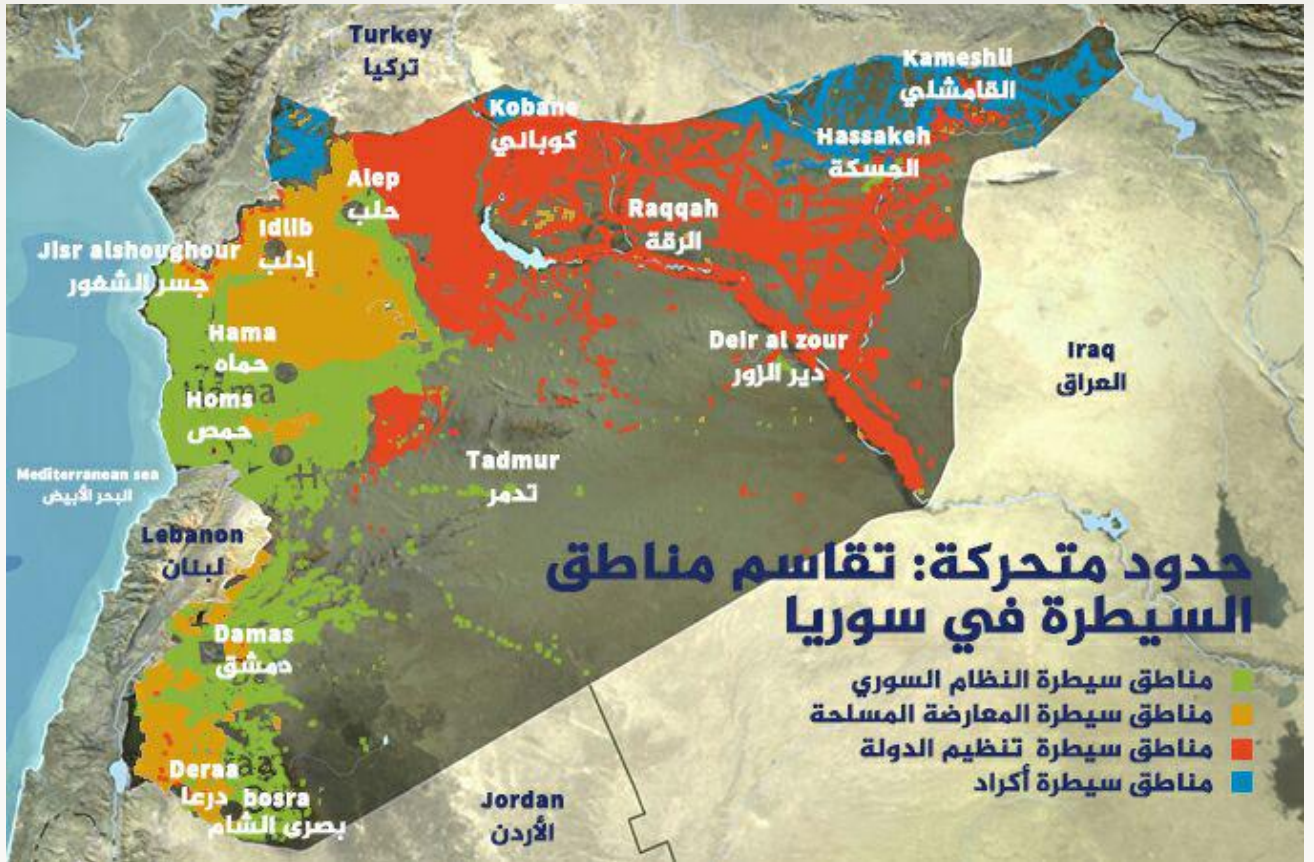 Turkey
تركيا
Kameshli
القامشلي
Kobane
كوباني
Hassakeh
الحسكة
Alep
حلب
Raqqah
الرقة
Idlib
إدلب
Jisr alshoughour
جسر الشغور
Hama
حماه
Deir al zour
دير الزور
Iraq
العراق
Homs
حمص
Tadmur
تدمر
Mediterranean sea
البحر الأبيض
Lebanon
لبنان
حدود متحركة: تقاسم مناطق
السيطرة في سوريا
Damas
دمشق
مناطق سيطرة النظام السوري
مناطق سيطرة المعارضة المسلحة
مناطق سيطرة تنظيم الدولة
مناطق سيطرة أكراد
Deraa
درعا
bosra
بصرى الشام
Jordan
الأردن